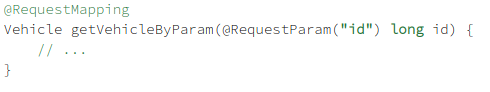 @RequestMapping
Vehicle getVehicleByParam(@RequestParam("id") long id) {
    // ...
}